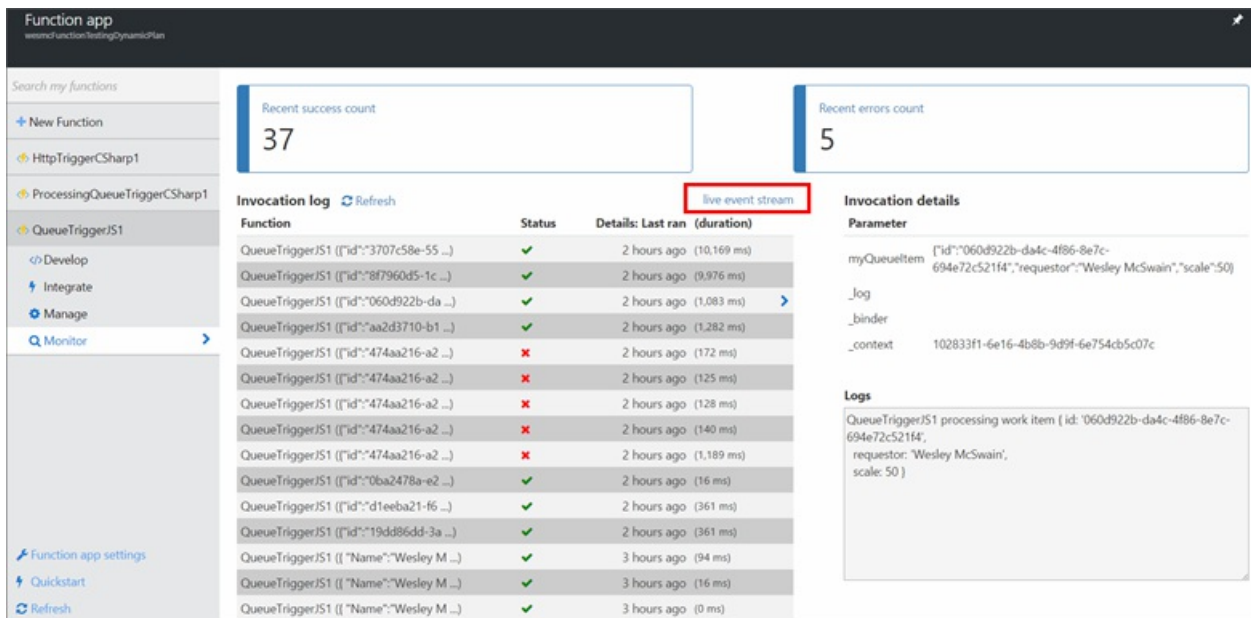 Function app
wesmcFunctionTestingDynamicPlan
Search my functions
New Function
HttpTriggerCSharp1
ProcessingQueueTriggerCSharp1
QueueTriggerJS1
Develop
Integrate
Manage
Monitor
Function app settings
Quickstart
Refresh
Recent success count
37
Recent errors count
5
Invocation log Refresh live event stream
Function Status Details: Last ran (duration)
QueueTriggerJS1 ({"id":"3707c58e-55 ...) 2 hours ago (10,169 ms)
QueueTriggerJS1 ({"id":"8f7960d5-1c ...) 2 hours ago (9,976 ms)
QueueTriggerJS1 ({"id":"060d922b-da ...) 2 hours ago (1,083 ms)
QueueTriggerJS1 ({"id":"aa2d3710-b1 ...) 2 hours ago (1,282 ms)
QueueTriggerJS1 ({"id":"474aa216-a2 ...) 2 hours ago (172 ms)
QueueTriggerJS1 ({"id":"474aa216-a2 ...) 2 hours ago (125 ms)
QueueTriggerJS1 ({"id":"474aa216-a2 ...) 2 hours ago (128 ms)
QueueTriggerJS1 ({"id":"474aa216-a2 ...) 2 hours ago (140 ms)
QueueTriggerJS1 ({"id":"474aa216-a2 ...) 2 hours ago (1,189 ms)
QueueTriggerJS1 ({"id":"0ba2478a-e2 ...) 2 hours ago (16 ms)
QueueTriggerJS1 ({"id":"d1eeba21-f6 ...) 2 hours ago (361 ms)
QueueTriggerJS1 ({"id":"19dd86dd-3a ...) 2 hours ago (361 ms)
QueueTriggerJS1 ({ "Name":"Wesley M ...) 3 hours ago (94 ms)
QueueTriggerJS1 ({ "Name":"Wesley M ...) 3 hours ago (16 ms)
QueueTriggerJS1 ({ "Name":"Wesley M ...) 3 hours ago (0 ms)
Invocation details
Parameter
myQueueItem {"id":"060d922b-da4c-4f86-8e7c-
694e72c521f4","requestor":"Wesley McSwain","scale":50}
_log
_binder
_context 102833f1-6e16-4b8b-9d9f-6e754cb5c07c
Logs
QueueTriggerJS1 processing work item { id: '060d922b-da4c-4f86-8e7c-
694e72c521f4',
requestor: 'Wesley McSwain',
scale: 50 }